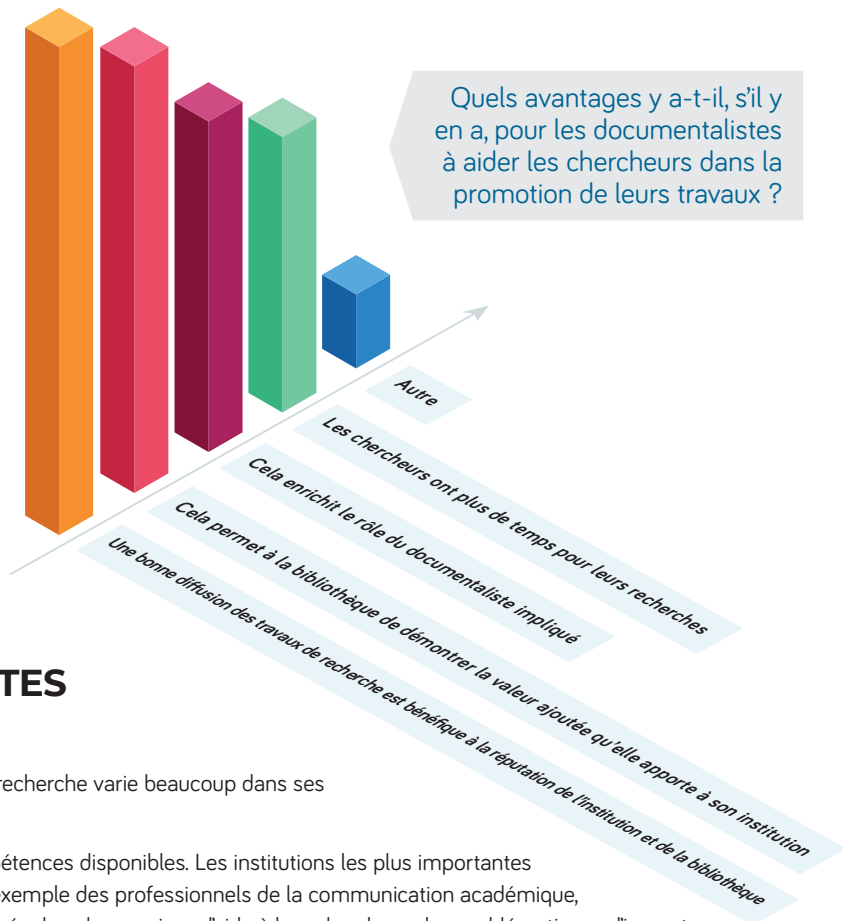 Quels avantages y a-t-il, s'il y
en a, pour les documentalistes
à aider les chercheurs dans la
promotion de leurs travaux ?
Autre
Les chercheurs ont plus de temps pour leurs recherches
Cela enrichit le rôle du documentaliste impliqué
Cela permet à la bibliothèque de démontrer la valeur ajoutée qu'elle apporte à son institution
Une bonne diffusion des travaux de recherche est bénéfique à la réputation de l'institution et de la bibliothèque
TES
recherche varie beaucoup dans ses
pétences disponibles. Les institutions les plus importantes
exemple des professionnels de la communication académique,